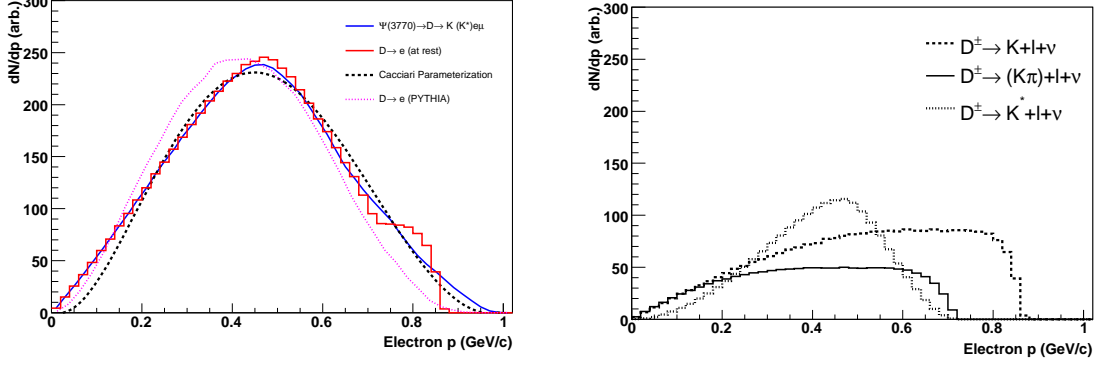 dN/dp (arb.)
300
250
200
150
100
50
0
0
0.2
0.4
0.6
0.8
1
Electron p (GeV/c)
Ψ(3770)→D→ K (K*)eμ
D→ e (at rest)
Cacciari Parameterization
D→ e (PYTHIA)
dN/dp (arb.)
300
250
200
150
100
50
0
0
0.2
0.4
0.6
0.8
1
Electron p (GeV/c)
D±→ K+l+ν
D±→ (Kπ)+l+ν
D±→ K*+l+ν